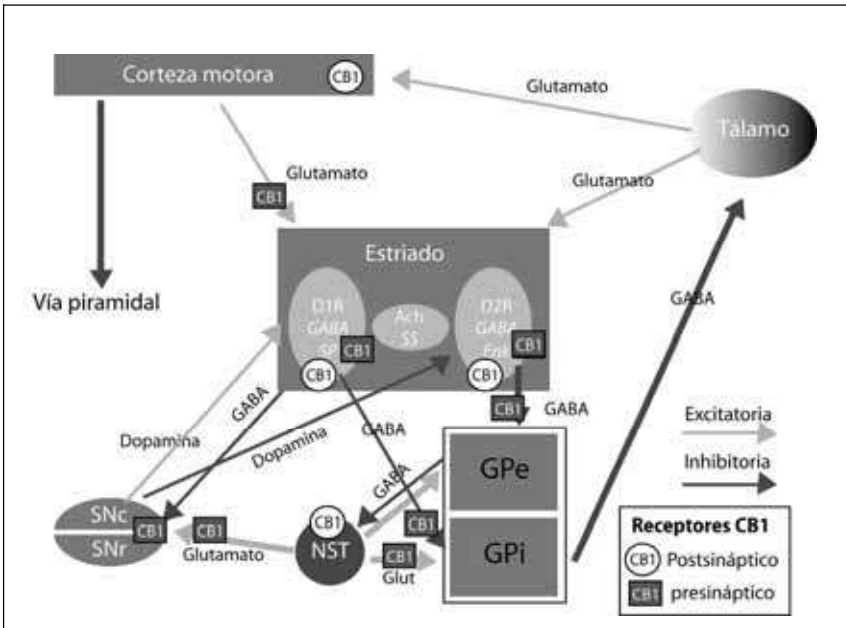 Corteza motora
CB1
Glutamato
Tálamo
Glutamato
CB1
Glutamato
Estriado
Vía piramidal
GABA
D1R
GABA
SP
CB1
CB1
Ach
SS
D2R
GABA
Enk
CB1
CB1
GABA
CB1
GABA
Dopamina
Dopamina
GABA
Excitatoria
Inhibitoria
GABA
GPe
SNc
SNr
CB1
CB1
Glutamato
CB1
NST
CB1
CB1
Glut
GPi
Receptores CB1
CB1 Postsináptico
CB1 presináptico